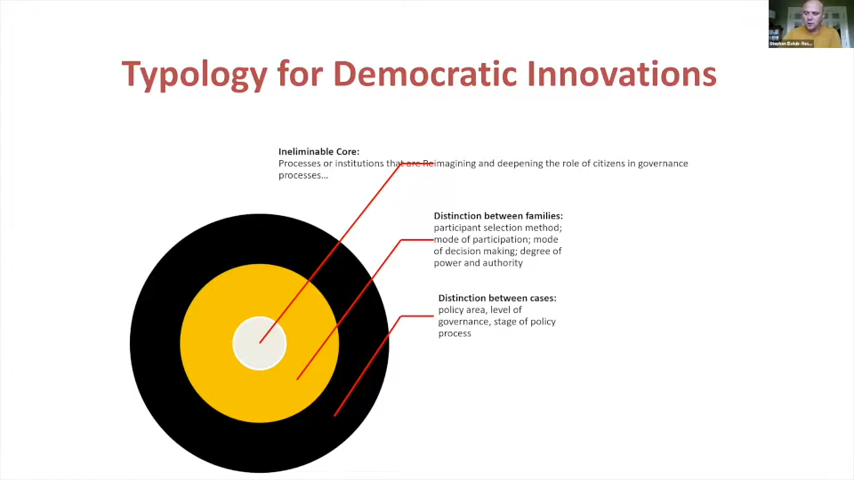 Typology for Democratic Innovations
Ineliminable Core:
Processes or institutions that are Reimagining and deepening the role of citizens in governance
processes…
Distinction between families:
participant selection method;
mode of participation; mode
of decision making; degree of
power and authority
Distinction between cases:
policy area, level of
governance, stage of policy
process
Stephen